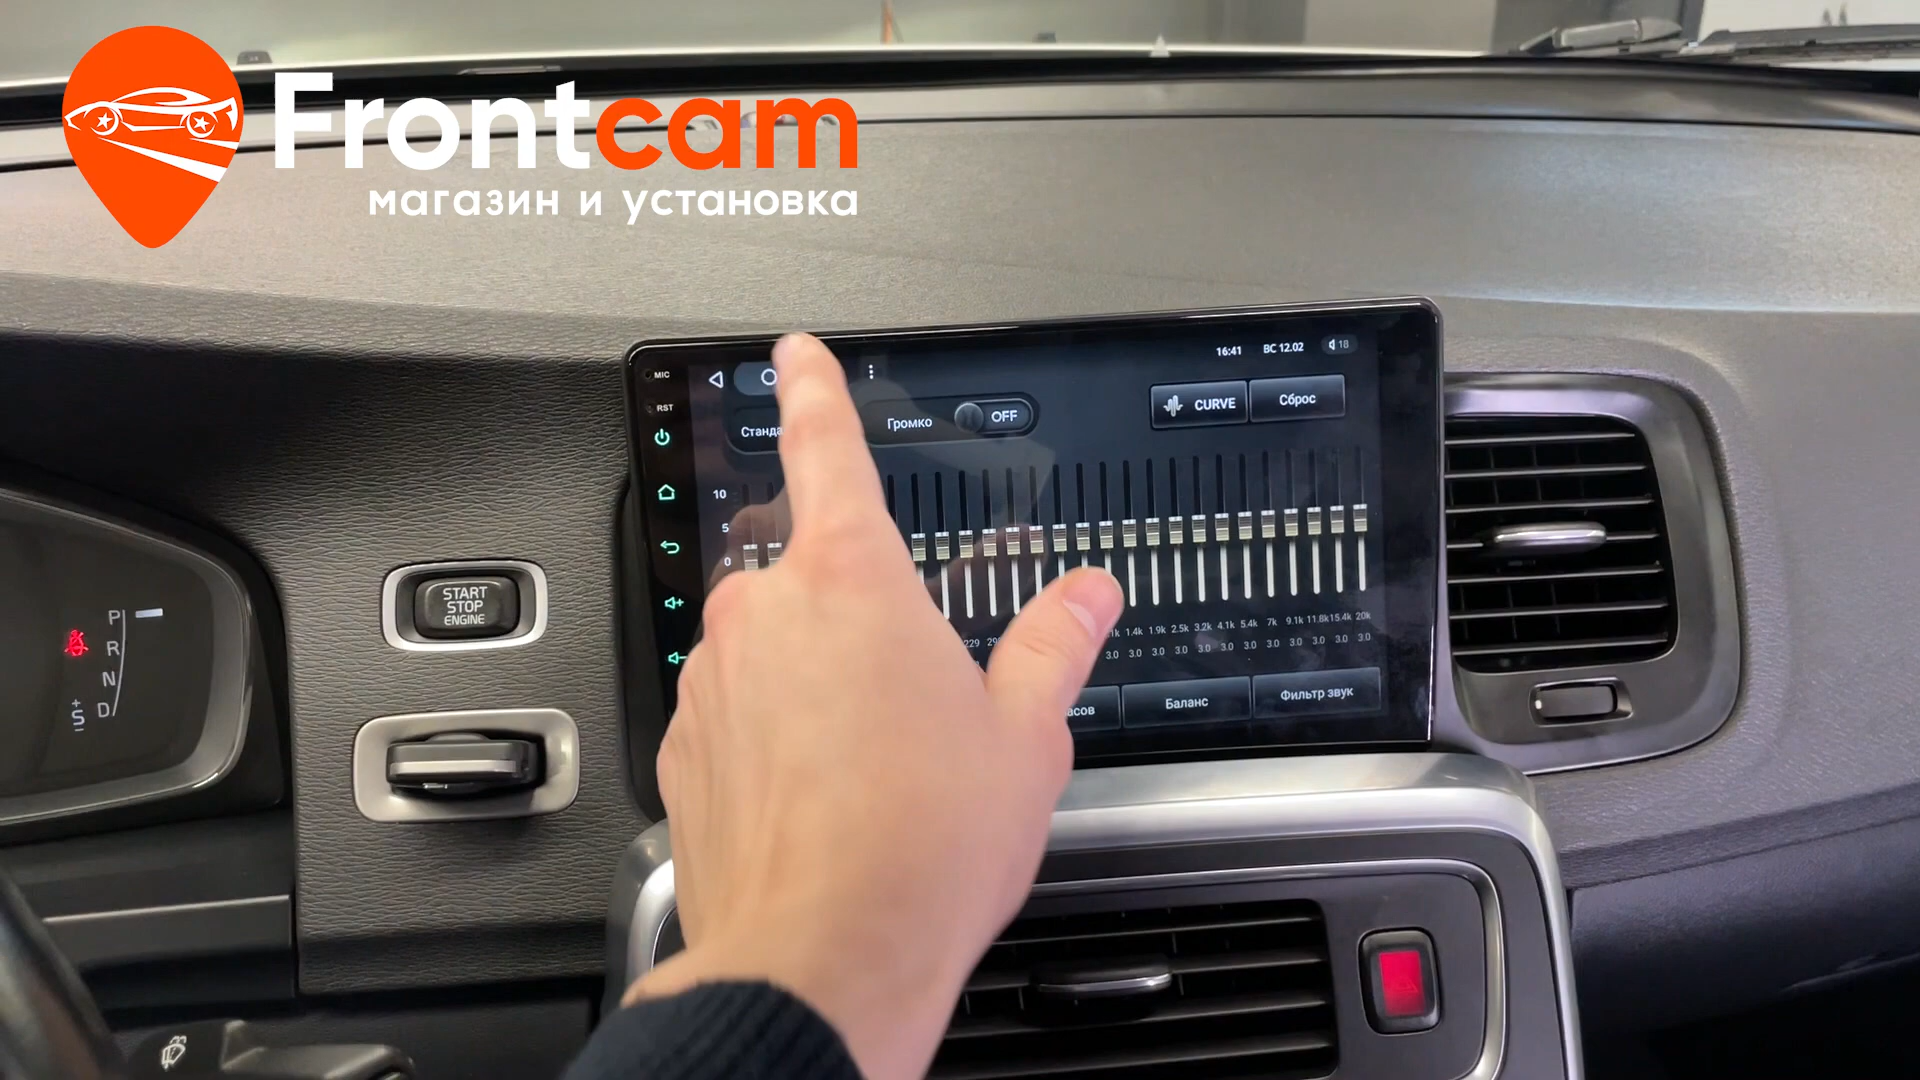 Frontcam
магазин и установка
MIC
RST
16:41
ВС 12.02
18
Громко
OFF
CURVE
Сброс
10
5
0
START
STOP
ENGINE
P
R
N
D
+
S
-
229
1.4k 1.9k 2.5k 3.2k 4.1k 5.4k 7k 9.1k 11.8k 15.4k 20k
3.0 3.0 3.0 3.0 3.0 3.0 3.0 3.0 3.0 3.0 3.0 3.0
Баланс
Фильтр звук